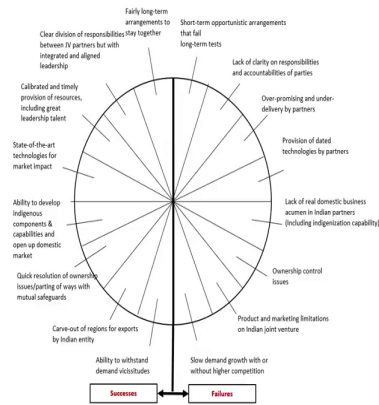 Fairly long-term
arrangements to
stay together
Clear division of responsibilities
between JV partners but with
integrated and aligned
leadership
Calibrated and timely
provision of resources,
including great
leadership talent
State-of-the-art
technologies for
market impact
Ability to develop
indigenous
components &
capabilities and
open up domestic
market
Quick resolution of ownership
issues/parting of ways with
mutual safeguards
Carve-out of regions for exports
by Indian entity
Ability to withstand
demand vicissitudes
Short-term opportunistic arrangements
that fail
long-term tests
Lack of clarity on responsibilities
and accountabilities of parties
Over-promising and under-
delivery by partners
Provision of dated
technologies by partners
Lack of real domestic business
acumen in Indian partners
(Including indigenization capability)
Ownership control
issues
Product and marketing limitations
on Indian joint venture
Slow demand growth with or
without higher competition
Successes
Failures